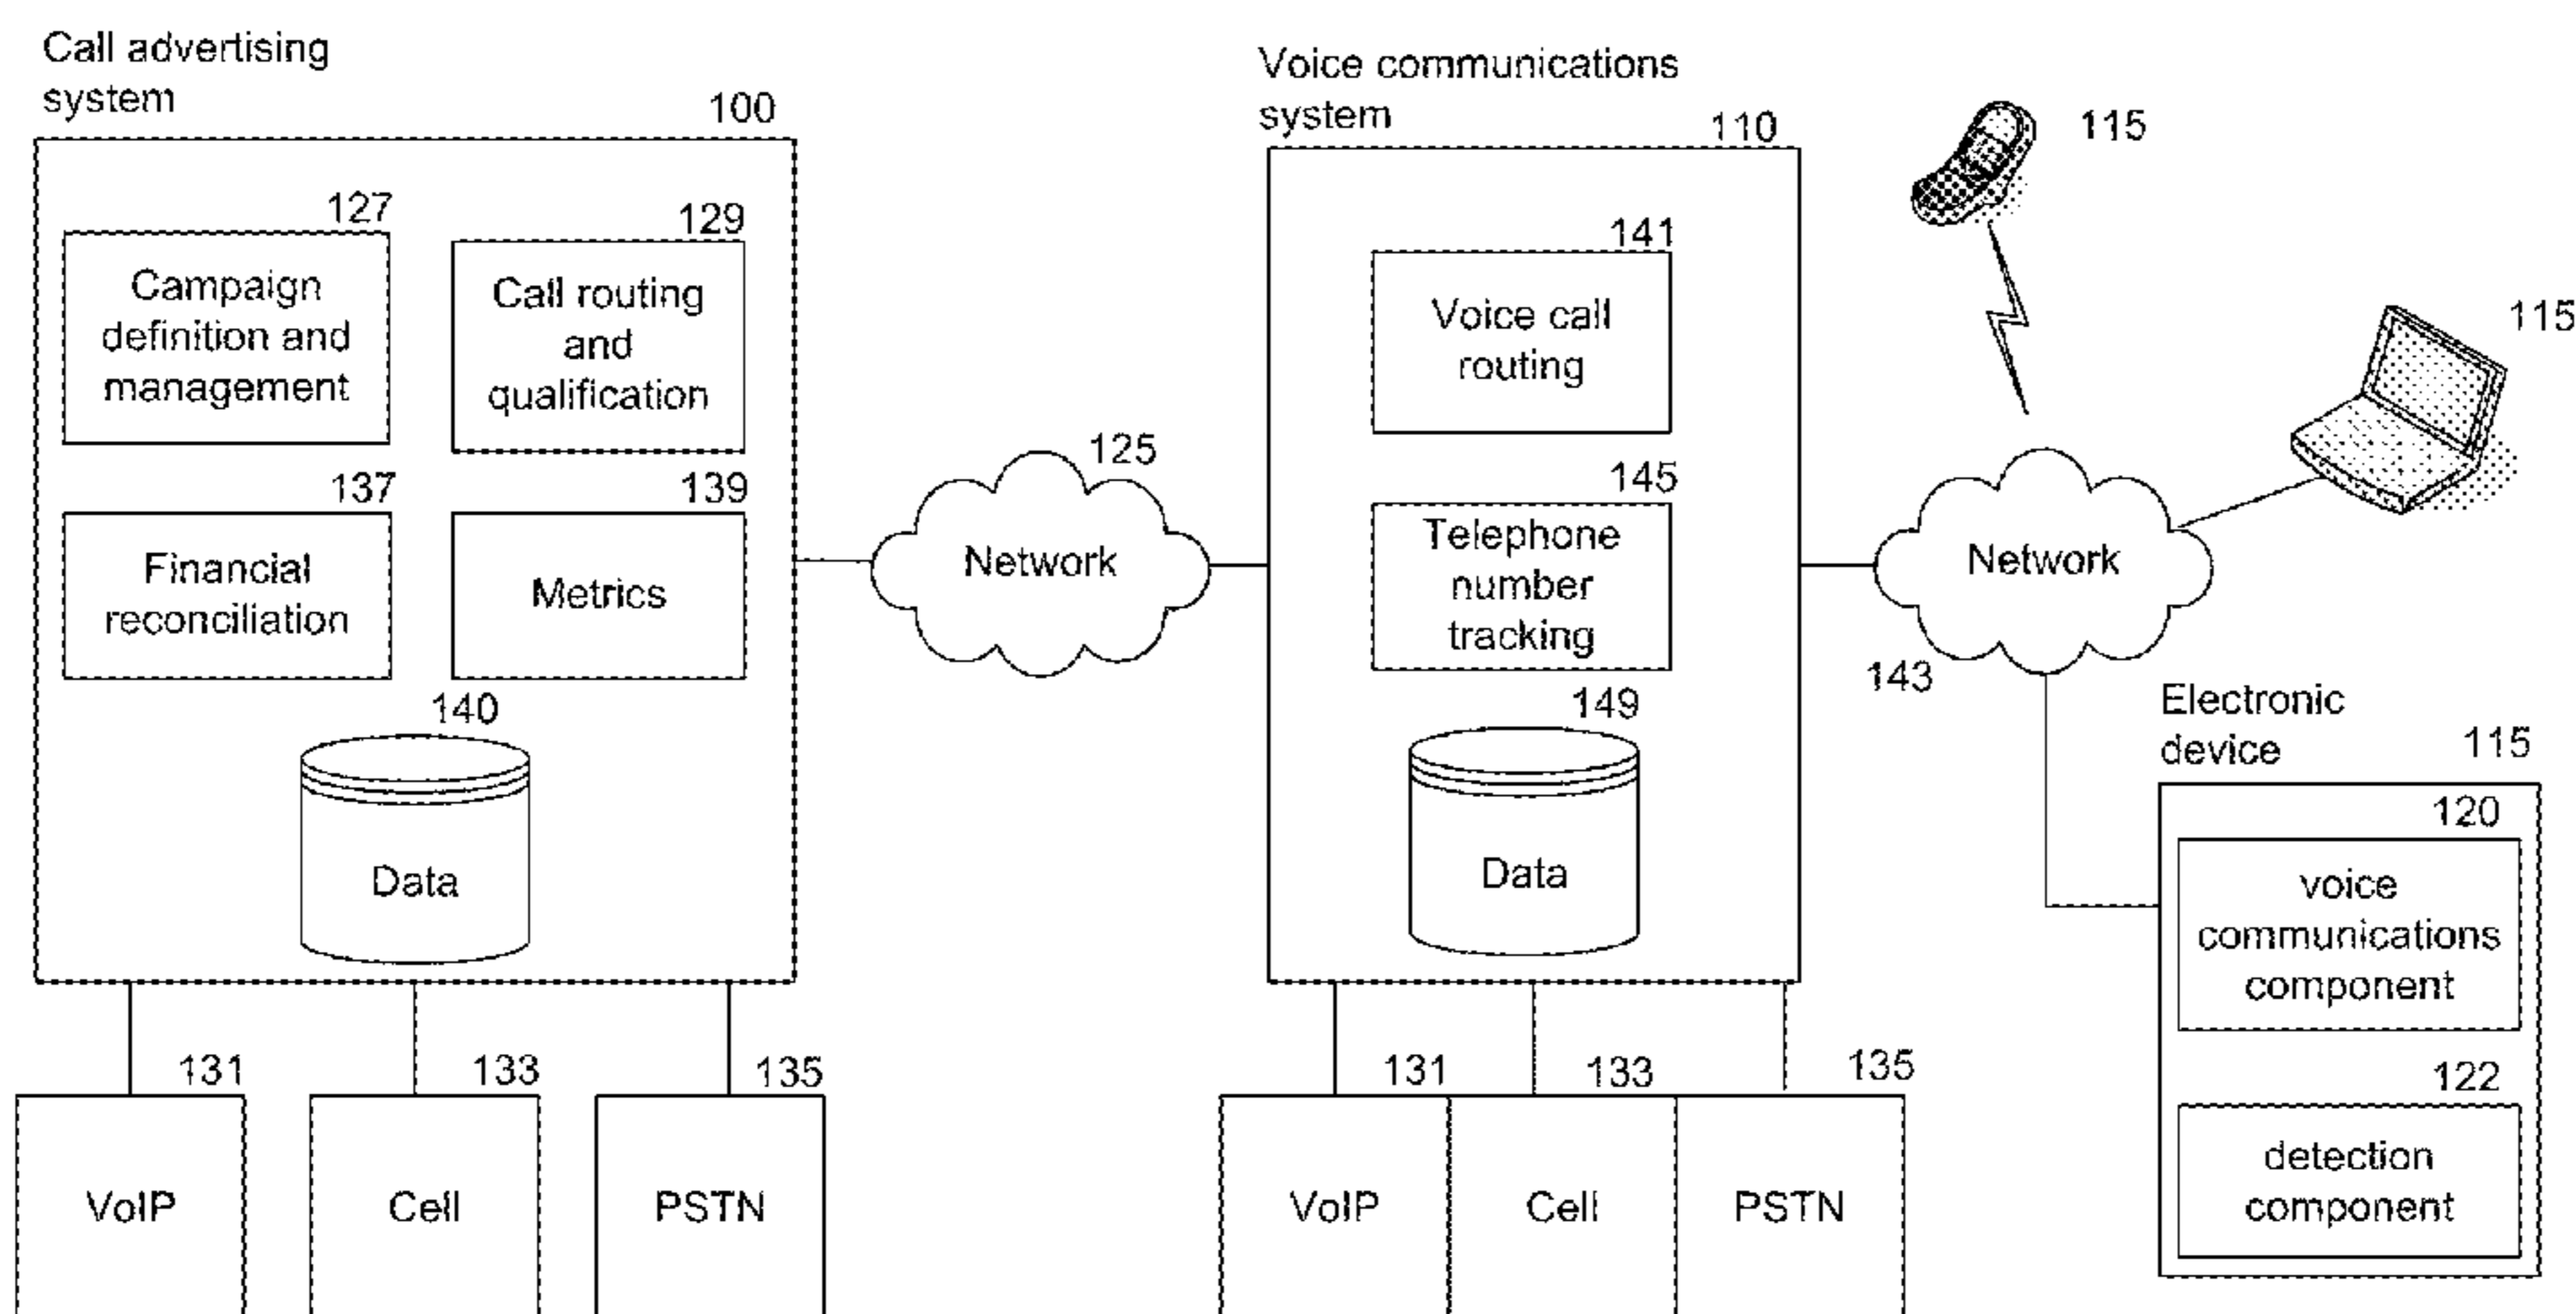 Call advertising
system
100
127
Campaign
definition and
management
129
Call routing
and
qualification
137
Financial
reconciliation
139
Metrics
140
Data
131
VoIP
133
Cell
135
PSTN
125
Network
Voice communications
system
110
141
Voice call
routing
145
Telephone
number
tracking
149
Data
131
VoIP
133
Cell
135
PSTN
115
115
Network
143
Electronic
device
115
120
voice
communications
component
122
detection
component